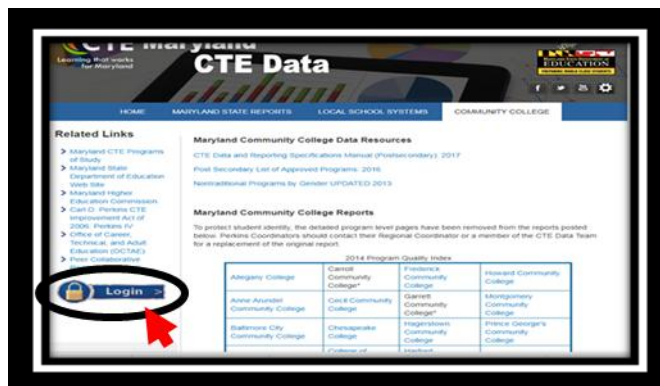 CTE Maryland
Learning that works
for Maryland
CTE Data
EDUCATION
HOME MARYLAND STATE REPORTS LOCAL SCHOOL SYSTEMS COMMUNITY COLLEGE
Related Links
Maryland CTE Programs
of Study
Maryland State
Department of Education
Web Site
Maryland Higher
Education Commission
Carl D. Perkins CTE
Improvement Act of
2006: Perkins IV
Office of Career,
Technical, and Adult
Education (OCTAE)
Peer Collaborative
Login >
Maryland Community College Data Resources
CTE Data and Reporting Specifications Manual (Postsecondary): 2017
Post Secondary List of Approved Programs: 2016
Nontraditional Programs by Gender UPDATED 2013
Maryland Community College Reports
To protect student identity, the detailed program level pages have been removed from the reports posted
below. Perkins Coordinators should contact their Regional Coordinator or a member of the CTE Data Team
for a replacement of the original report.
2014 Program Quality Index
Allegany College
Carroll
Community
College*
Frederick
Community
College
Howard Community
College
Anne Arundel
Community College
Cecil Community
College
Garrett
Community
College*
Montgomery
Community
College
Baltimore City
Community College
Chesapeake
College
Hagerstown
Community
College
Prince George's
Community
College
College of
Harford